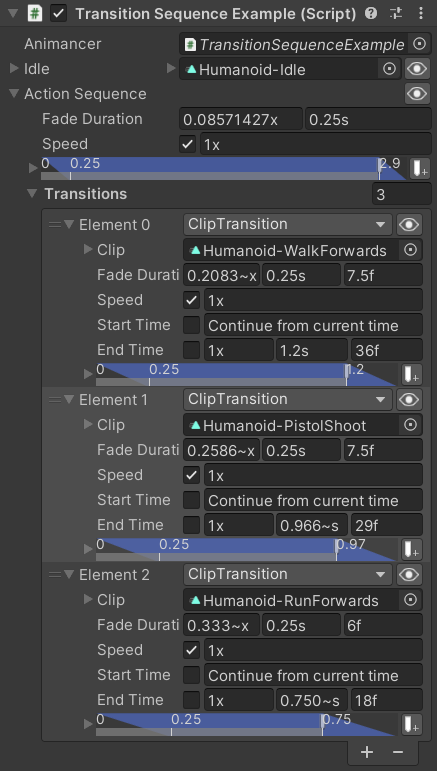 Transition Sequence Example (Script)
Animancer TransitionSequenceExample
Idle Humanoid-Idle
Action Sequence
Fade Duration 0.08571427x 0.25s
Speed 1x
0 0.25 2.9
Transitions 3
Element 0 ClipTransition
Clip Humanoid-WalkForwards
Fade Durati 0.2083~x 0.25s 7.5f
Speed 1x
Start Time Continue from current time
End Time 1x 1.2s 36f
0 0.25 1.2
Element 1 ClipTransition
Clip Humanoid-PistolShoot
Fade Durati 0.2586~x 0.25s 7.5f
Speed 1x
Start Time Continue from current time
End Time 1x 0.966~s 29f
0 0.25 0.97
Element 2 ClipTransition
Clip Humanoid-RunForwards
Fade Durati 0.333~x 0.25s 6f
Speed 1x
Start Time Continue from current time
End Time 1x 0.750~s 18f
0 0.25 0.75